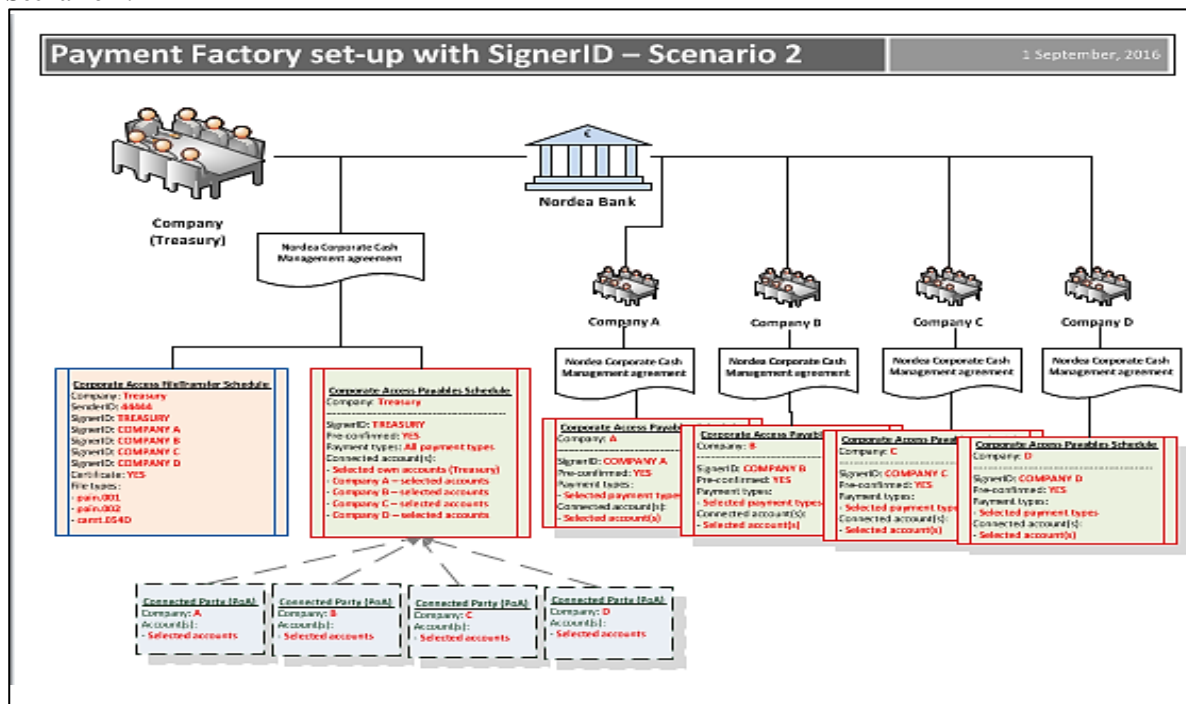 Payment Factory set-up with SignerID – Scenario 2
1 September, 2016
Company
(Treasury)
Nordea Bank
Nordea Corporate Cash
Management agreement
Company A
Company B
Company C
Company D
Nordea Corporate Cash
Management agreement
Nordea Corporate Cash
Management agreement
Nordea Corporate Cash
Management agreement
Nordea Corporate Cash
Management agreement
Corporate Access FileTransfer Schedule
Company: Treasury
SenderID: 44444
SignerID: TREASURY
SignerID: COMPANY A
SignerID: COMPANY B
SignerID: COMPANY C
SignerID: COMPANY D
Certificate: YES
File types:
- pain.001
- pain.002
- camt.054D
Corporate Access Payables Schedule
Company: Treasury
SignerID: TREASURY
Pre-confirmed: YES
Payment types: All payment types
Connected account(s):
- Selected own accounts (Treasury)
- Company A – selected accounts
- Company B – selected accounts
- Company C – selected accounts
- Company D – selected accounts
Corporate Access
Company: A
SignerID: COMPANY A
Pre-confirmed: YES
Payment types:
- Selected payment types
Connected account(s):
- Selected account(s)
Corporate Access
Company: B
SignerID: COMPANY B
Pre-confirmed: YES
Payment types:
- Selected payment types
Connected account(s):
- Selected account(s)
Corporate Access
Company: C
SignerID: COMPANY C
Pre-confirmed: YES
Payment types:
- Selected payment types
Connected account(s):
- Selected account(s)
Corporate Access Payables Schedule
Company: D
SignerID: COMPANY D
Pre-confirmed: YES
Payment types:
- Selected payment types
Connected account(s):
- Selected account(s)
Connected Party (PoA)
Company: A
Account(s):
- Selected accounts
Connected Party (PoA)
Company: B
Account(s):
- Selected accounts
Connected Party (PoA)
Company: C
Account(s):
- Selected accounts
Connected Party (PoA)
Company: D
Account(s):
- Selected accounts